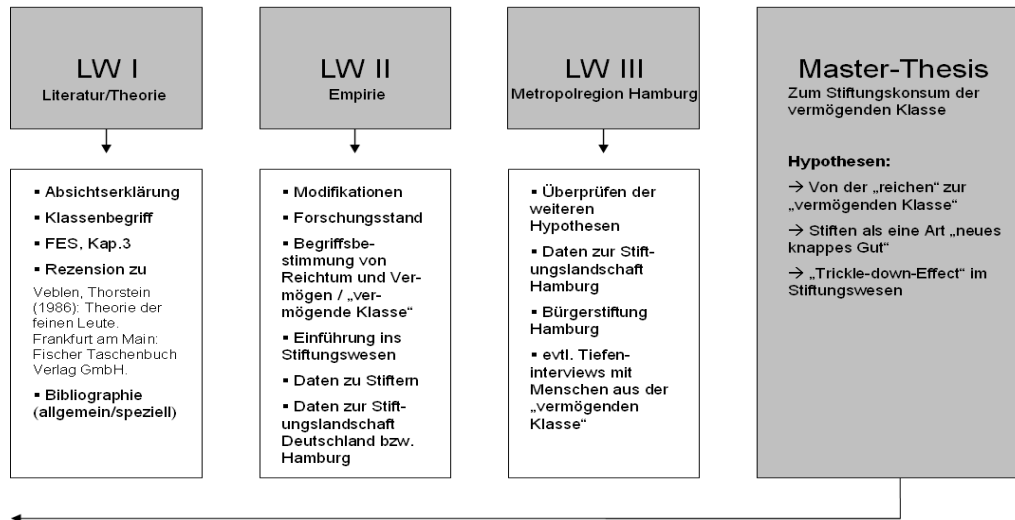 LW I
Literatur/Theorie
▪ Absichtserklärung
▪ Klassenbegriff
▪ FES, Kap.3
▪ Rezension zu
Veblen, Thorstein
(1986): Theorie der
feinen Leute.
Frankfurt am Main:
Fischer Taschenbuch
Verlag GmbH.
▪ Bibliographie
(allgemein/speziell)
LW II
Empirie
▪ Modifikationen
▪ Forschungsstand
▪ Begriffsbe-
stimmung von
Reichtum und Ver-
mögen / „ver-
mögende Klasse“
▪ Einführung ins
Stiftungswesen
▪ Daten zu Stiftern
▪ Daten zur Stift-
ungslandschaft
Deutschland bzw.
Hamburg
LW III
Metropolregion Hamburg
▪ Überprüfen der
weiteren
Hypothesen
▪ Daten zur Stift-
ungslandschaft
Hamburg
▪ Bürgerstiftung
Hamburg
▪ evtl. Tiefen-
interviews mit
Menschen aus der
„vermögenden
Klasse“
Master-Thesis
Zum Stiftungskonsum der
vermögenden Klasse
Hypothesen:
→ Von der „reichen“ zur
„vermögenden Klasse“
→ Stiften als eine Art „neues
knappes Gut“
→ „Trickle-down-Effect“ im
Stiftungswesen